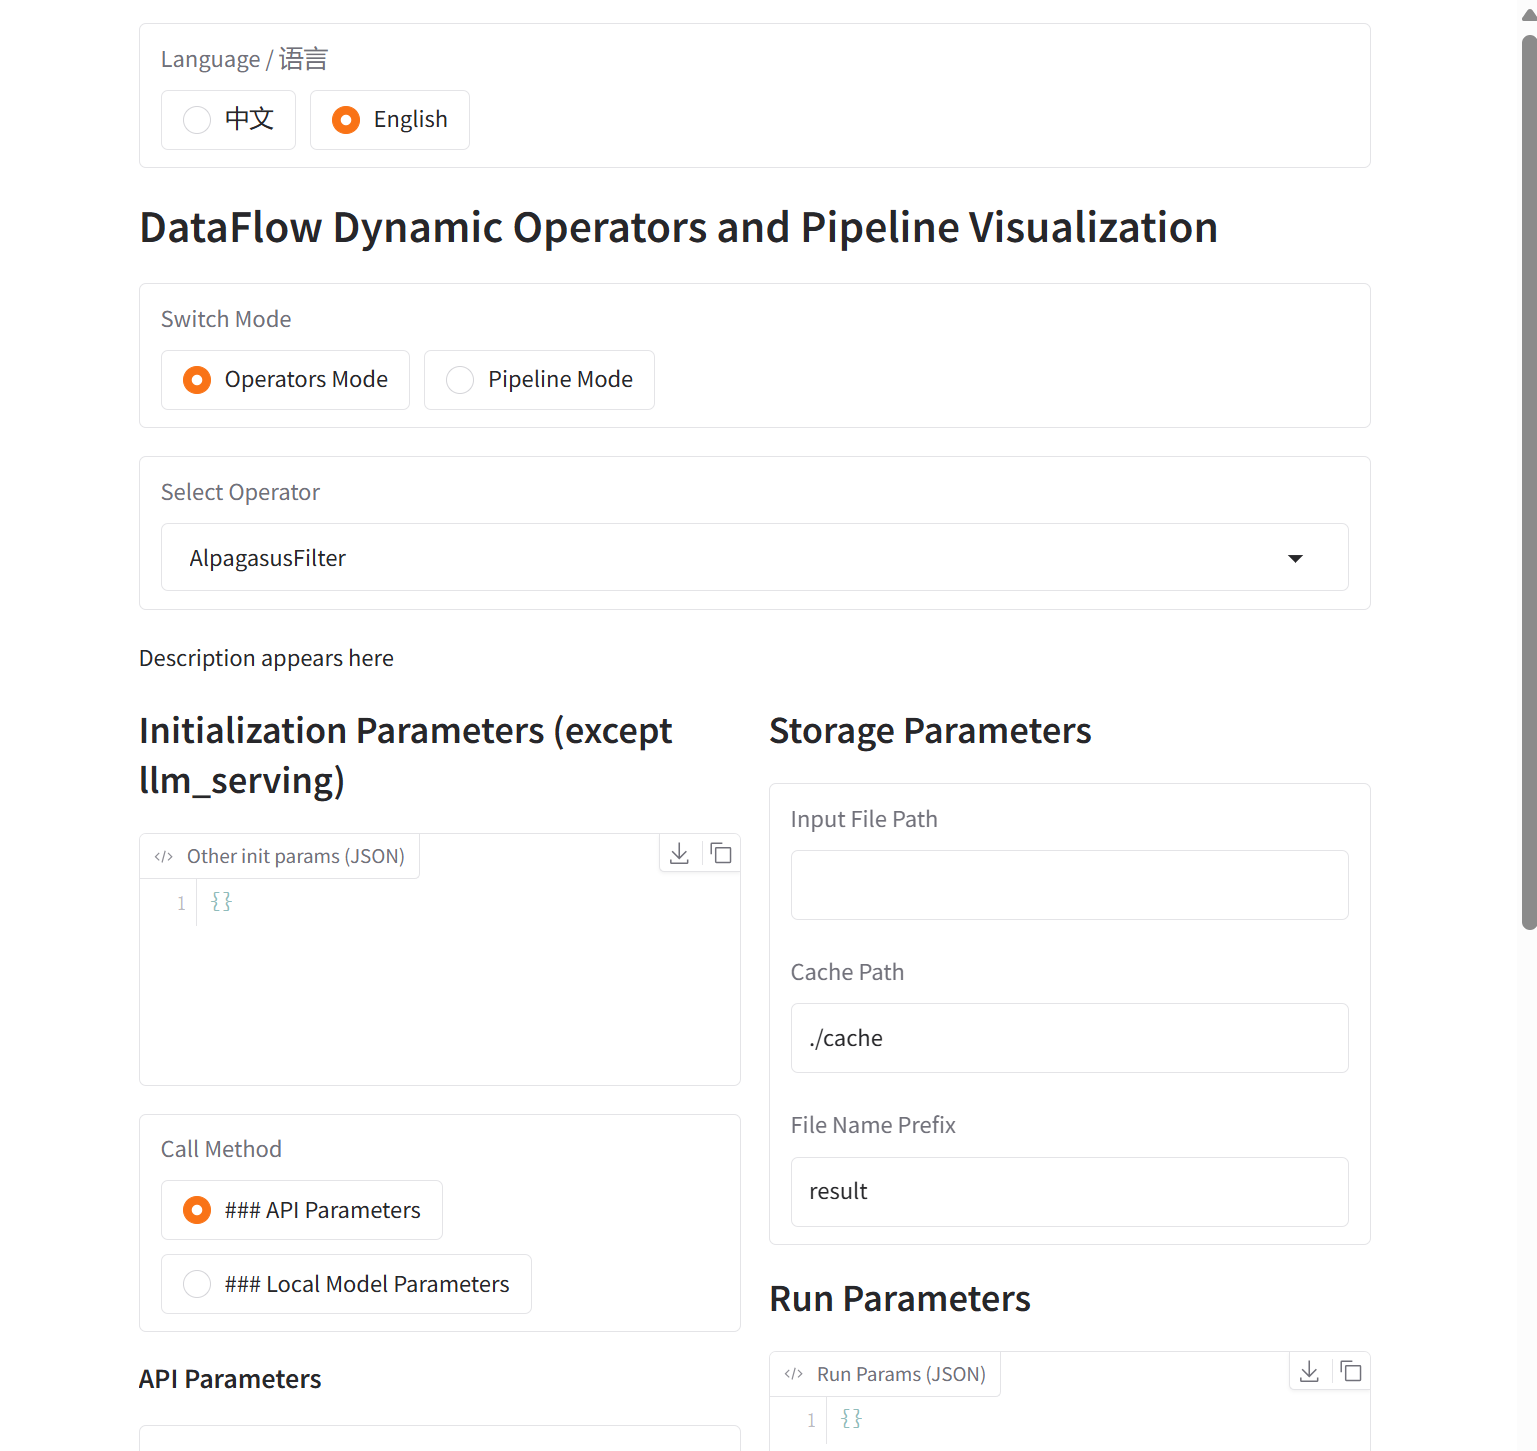 Language / 语言
中文
English
DataFlow Dynamic Operators and Pipeline Visualization
Switch Mode
Operators Mode
Pipeline Mode
Select Operator
AlpagasusFilter
Description appears here
Initialization Parameters (except
llm_serving)
</> Other init params (JSON)
1 {}
Call Method
### API Parameters
### Local Model Parameters
API Parameters
Storage Parameters
Input File Path
Cache Path
./cache
File Name Prefix
result
Run Parameters
</> Run Params (JSON)
1 {}